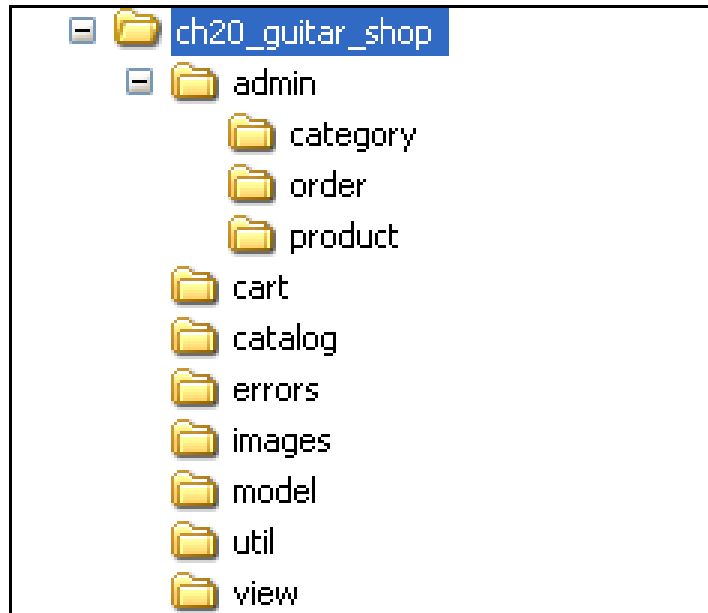 ch20_guitar_shop
admin
category
order
product
cart
catalog
errors
images
model
util
view